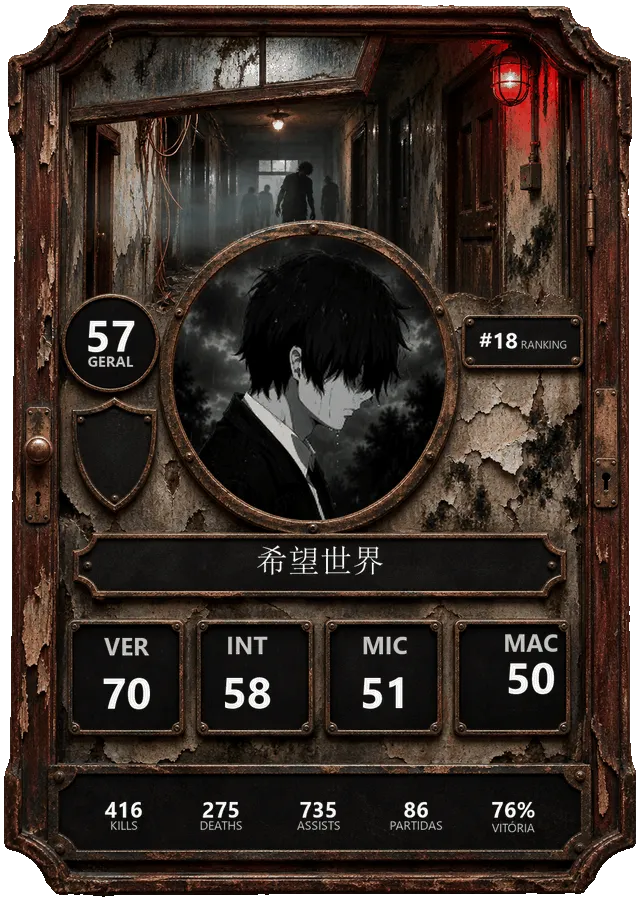 57
GERAL
#18 RANKING
希望世界
VER INT MIC MAC
70 58 51 50
416 275 735 86 76%
KILLS DEATHS ASSISTS PARTIDAS VITÓRIA